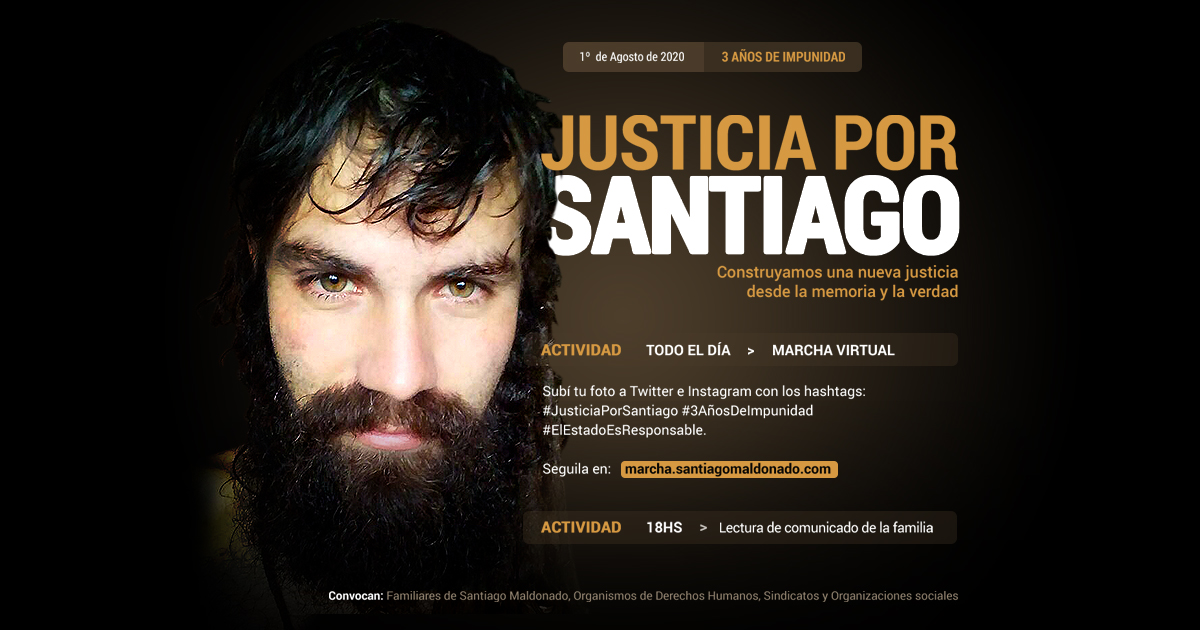 1º de Agosto de 2020 3 AÑOS DE IMPUNIDAD
JUSTICIA POR
SANTIAGO
Construyamos una nueva justicia
desde la memoria y la verdad
ACTIVIDAD TODO EL DÍA > MARCHA VIRTUAL
Subí tu foto a Twitter e Instagram con los hashtags:
#JusticiaPorSantiago #3AñosDeImpunidad
#ElEstadoEsResponsable.
Seguila en: marcha.santiagomaldonado.com
ACTIVIDAD 18HS > Lectura de comunicado de la familia
Convocan: Familiares de Santiago Maldonado, Organismos de Derechos Humanos, Sindicatos y Organizaciones sociales